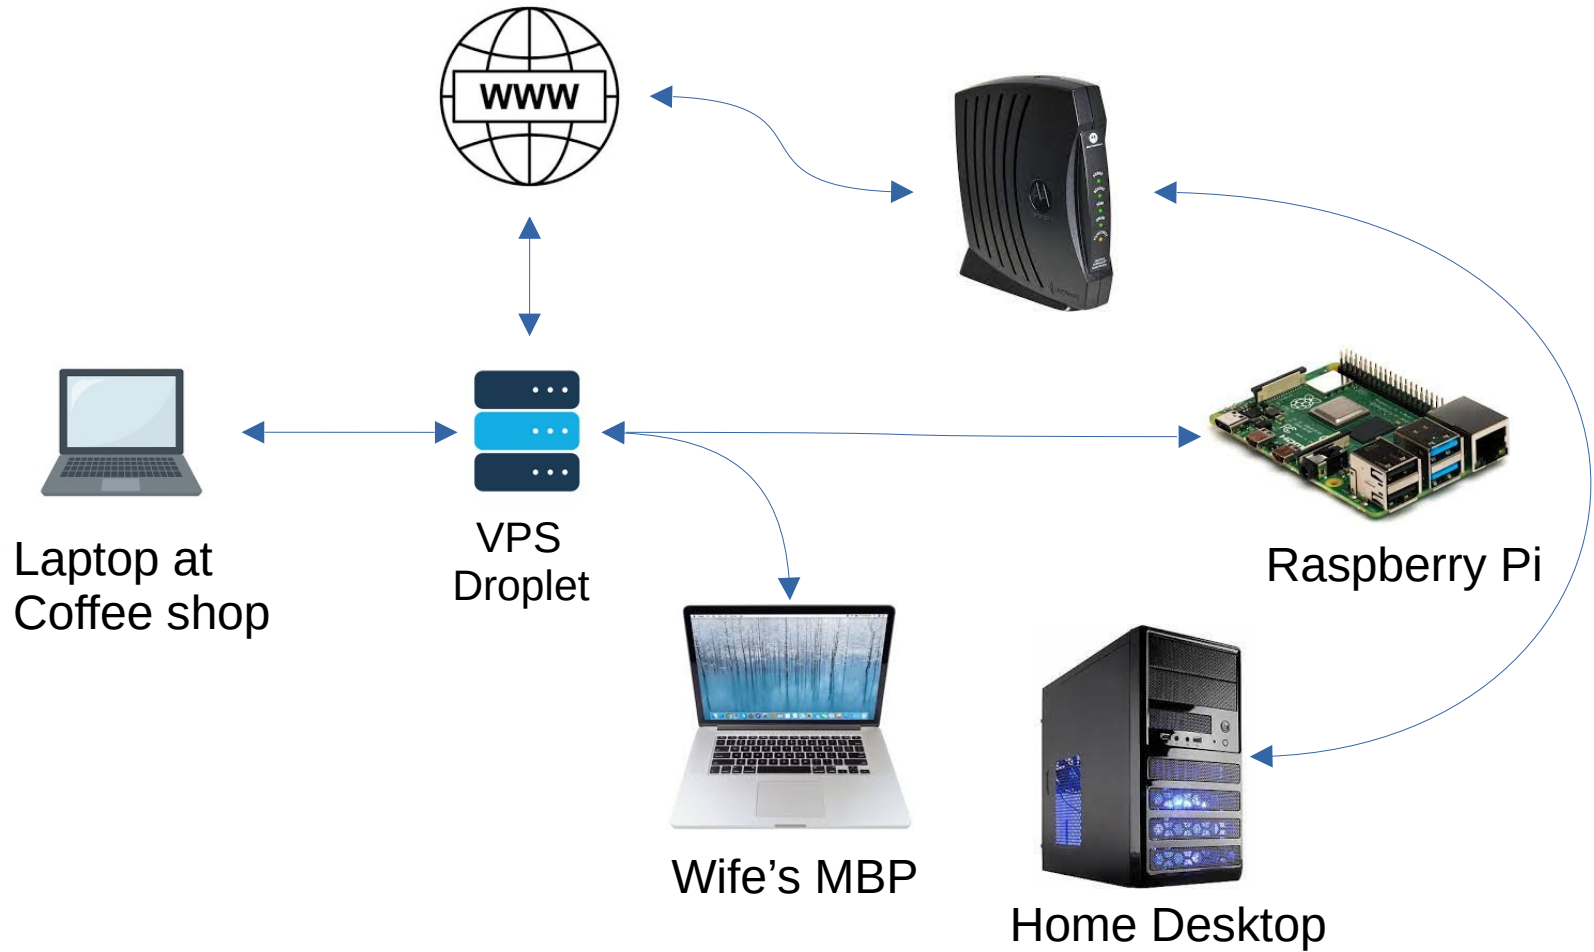 WWW
Laptop at
Coffee shop
VPS
Droplet
Raspberry Pi
Wife’s MBP
Home Desktop